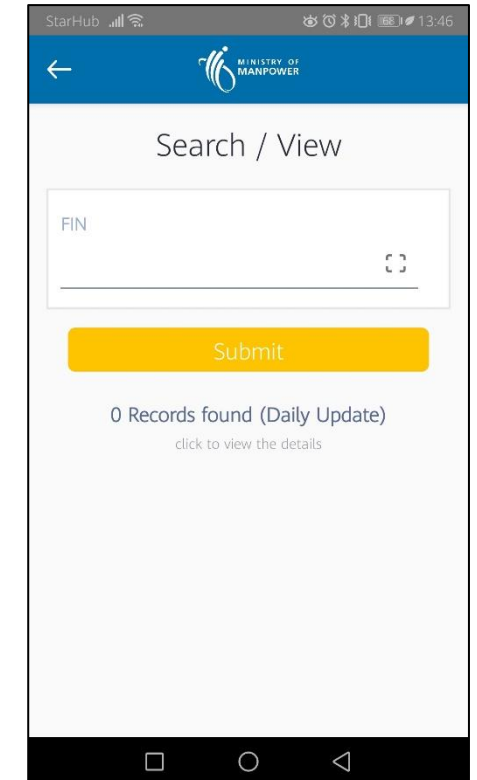 StarHub 68 13:46
MINISTRY OF
MANPOWER
Search / View
FIN
Submit
0 Records found (Daily Update)
click to view the details